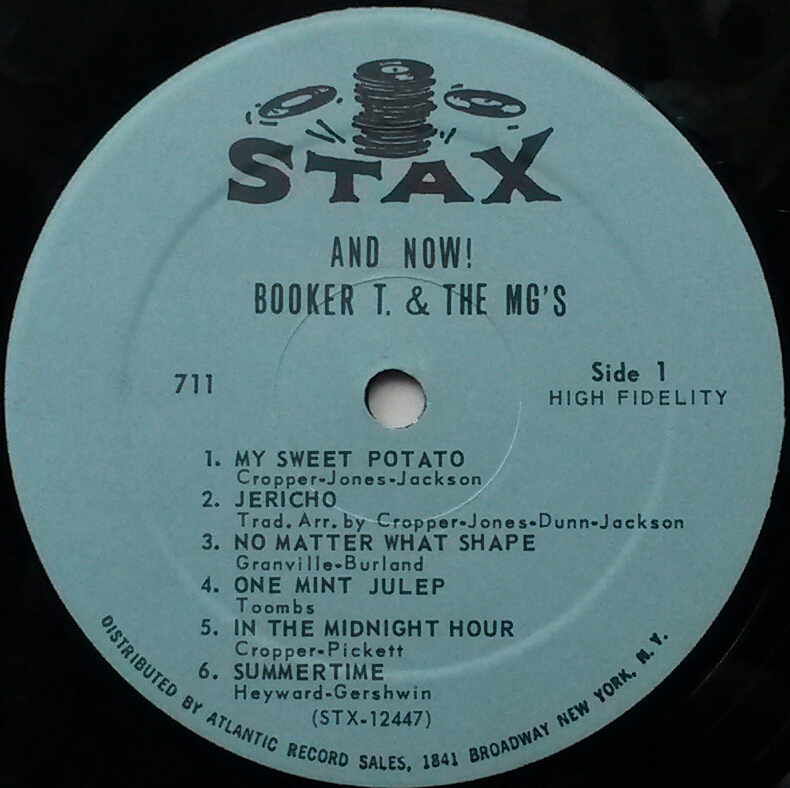 STAX
AND NOW!
BOOKER T. & THE MG'S
711
Side 1
HIGH FIDELITY
1. MY SWEET POTATO
Cropper-Jones-Jackson
2. JERICHO
Trad. Arr. by Cropper-Jones-Dunn-Jackson
3. NO MATTER WHAT SHAPE
Granville-Burland
4. ONE MINT JULEP
Toombs
5. IN THE MIDNIGHT HOUR
Cropper-Pickett
6. SUMMERTIME
Heyward-Gershwin
(STX-12447)
DISTRIBUTED BY ATLANTIC RECORD SALES, 1841 BROADWAY NEW YORK, N. Y.